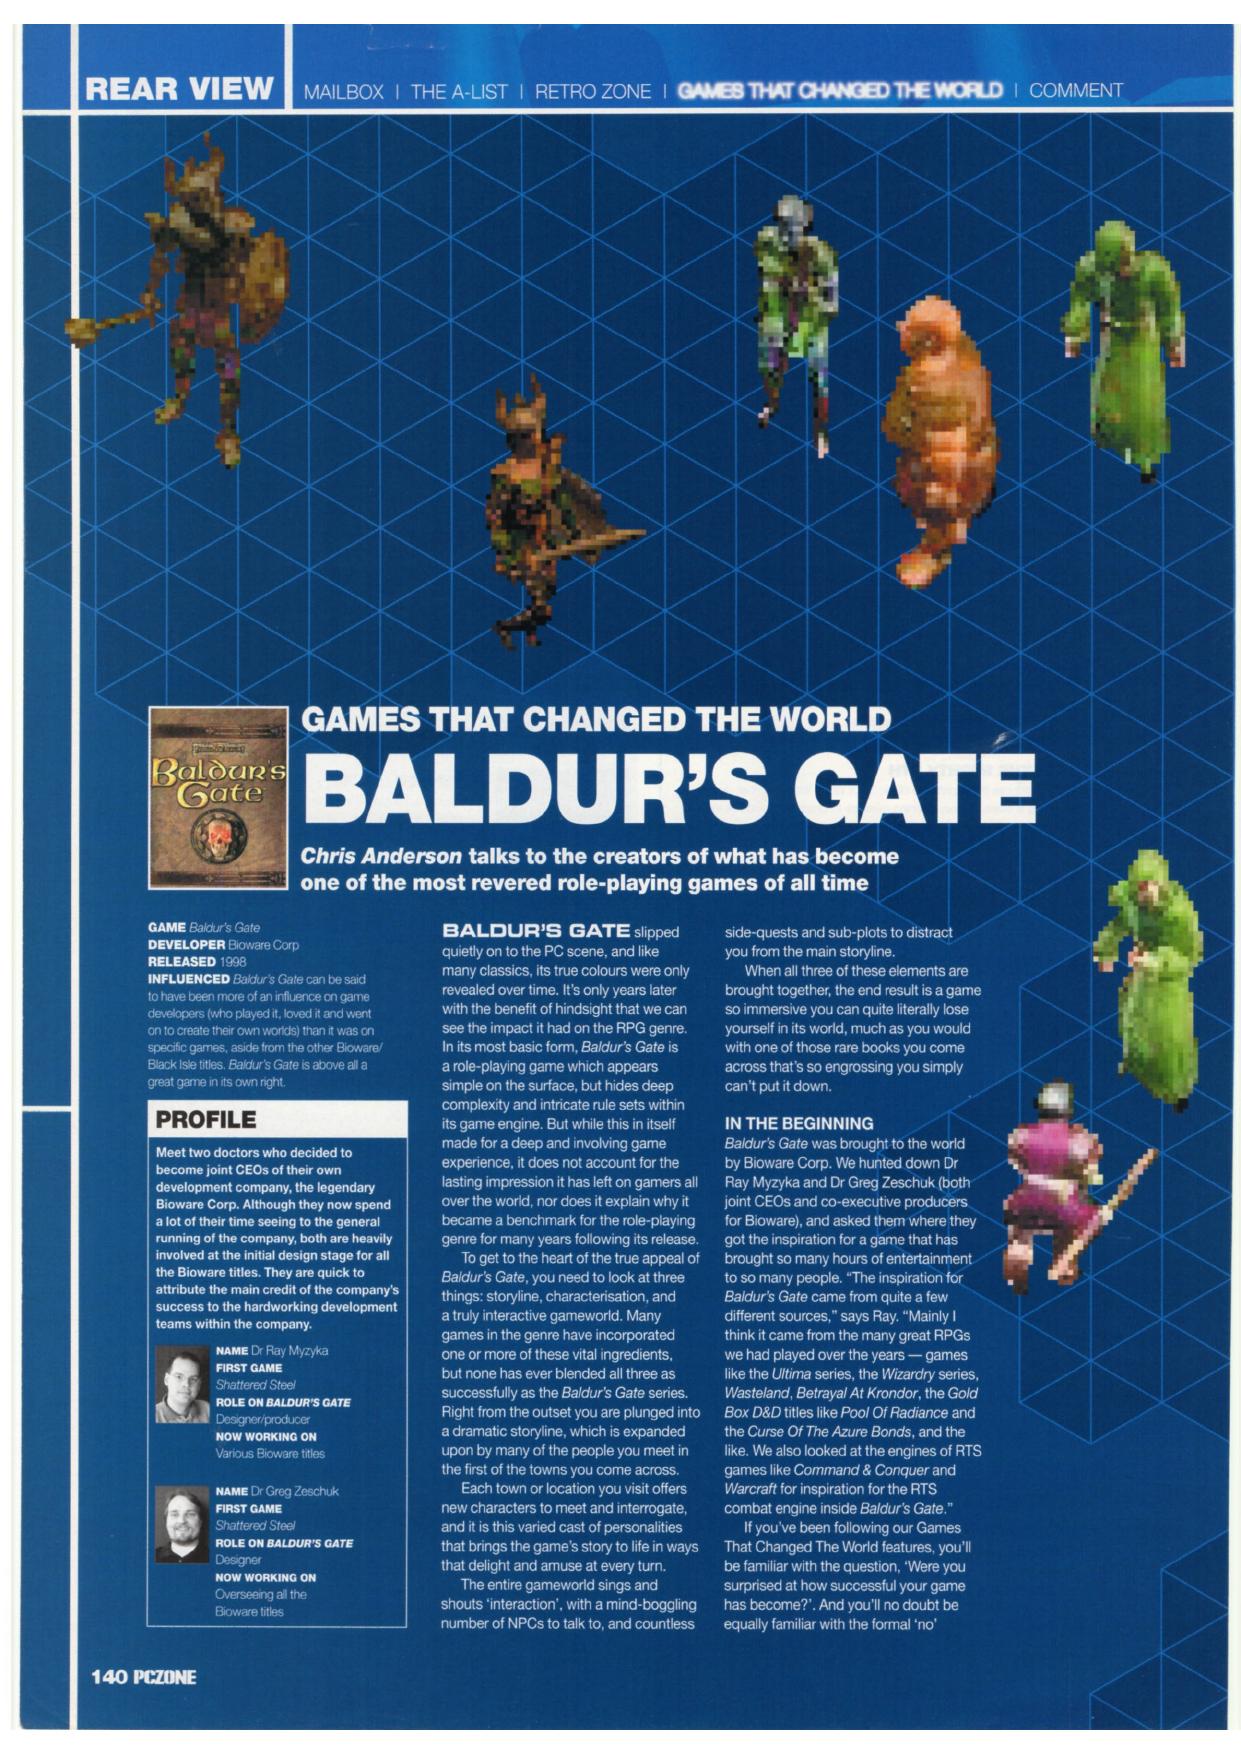 REAR VIEW
MAILBOX | THE A-LIST | RETRO ZONE | GAMES THAT CHANGED THE WORLD | COMMENT
Baldur's
Gate
GAMES THAT CHANGED THE WORLD
BALDUR'S GATE
Chris Anderson talks to the creators of what has become
one of the most revered role-playing games of all time
GAME Baldur's Gate
DEVELOPER Bioware Corp
RELEASED 1998
INFLUENCED Baldur's Gate can be said
to have been more of an influence on game
developers (who played it, loved it and went
on to create their own worlds) than it was on
specific games, aside from the other Bioware/
Black Isle titles. Baldur's Gate is above all a
great game in its own right.
PROFILE
Meet two doctors who decided to
become joint CEOs of their own
development company, the legendary
Bioware Corp. Although they now spend
a lot of their time seeing to the general
running of the company, both are heavily
involved at the initial design stage for all
the Bioware titles. They are quick to
attribute the main credit of the company's
success to the hardworking development
teams within the company.
NAME Dr Ray Myzyka
FIRST GAME
Shattered Steel
ROLE ON BALDUR'S GATE
Designer/producer
NOW WORKING ON
Various Bioware titles
NAME Dr Greg Zeschuk
FIRST GAME
Shattered Steel
ROLE ON BALDUR'S GATE
Designer
NOW WORKING ON
Overseeing all the
Bioware titles
BALDUR'S GATE slipped
quietly on to the PC scene, and like
many classics, its true colours were only
revealed over time. It's only years later
with the benefit of hindsight that we can
see the impact it had on the RPG genre.
In its most basic form, Baldur's Gate is
a role-playing game which appears
simple on the surface, but hides deep
complexity and intricate rule sets within
its game engine. But while this in itself
made for a deep and involving game
experience, it does not account for the
lasting impression it has left on gamers all
over the world, nor does it explain why it
became a benchmark for the role-playing
genre for many years following its release.
To get to the heart of the true appeal of
Baldur's Gate, you need to look at three
things: storyline, characterisation, and
a truly interactive gameworld. Many
games in the genre have incorporated
one or more of these vital ingredients,
but none has ever blended all three as
successfully as the Baldur's Gate series.
Right from the outset you are plunged into
a dramatic storyline, which is expanded
upon by many of the people you meet in
the first of the towns you come across.
Each town or location you visit offers
new characters to meet and interrogate,
and it is this varied cast of personalities
that brings the game's story to life in ways
that delight and amuse at every turn.
The entire gameworld sings and
shouts 'interaction', with a mind-boggling
number of NPCs to talk to, and countless
side-quests and sub-plots to distract
you from the main storyline.
When all three of these elements are
brought together, the end result is a game
so immersive you can quite literally lose
yourself in its world, much as you would
with one of those rare books you come
across that's so engrossing you simply
can't put it down.
IN THE BEGINNING
Baldur's Gate was brought to the world
by Bioware Corp. We hunted down Dr
Ray Myzyka and Dr Greg Zeschuk (both
joint CEOs and co-executive producers
for Bioware), and asked them where they
got the inspiration for a game that has
brought so many hours of entertainment
to so many people. "The inspiration for
Baldur's Gate came from quite a few
different sources," says Ray. "Mainly I
think it came from the many great RPGs
we had played over the years — games
like the Ultima series, the Wizardry series,
Wasteland, Betrayal At Krondor, the Gold
Box D&D titles like Pool Of Radiance and
the Curse Of The Azure Bonds, and the
like. We also looked at the engines of RTS
games like Command & Conquer and
Warcraft for inspiration for the RTS
combat engine inside Baldur's Gate."
If you've been following our Games
That Changed The World features, you'll
be familiar with the question, 'Were you
surprised at how successful your game
has become?'. And you'll no doubt be
equally familiar with the formal 'no'
140 PCZONE